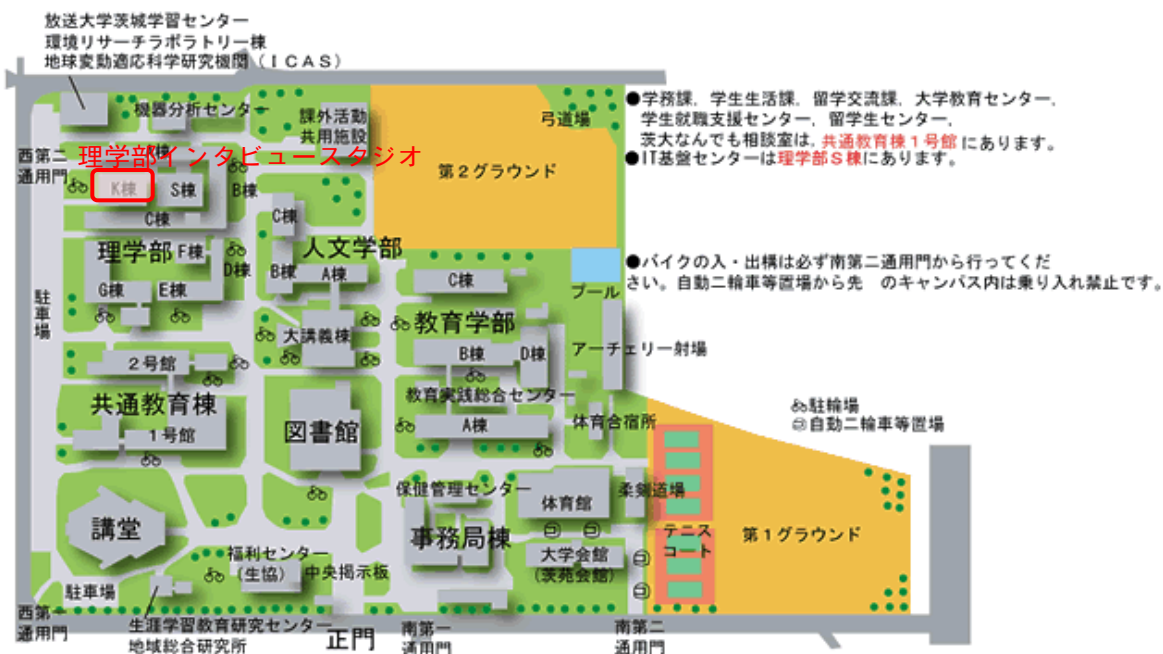 放送大学茨城学習センター
環境リサーチラボラトリー棟
地球変動適応科学研究機関（ＩＣＡＳ）
機器分析センター
課外活動
共用施設
弓道場
●学務課，学生生活課，留学交流課，大学教育センター，
学生就職支援センター，留学生センター，
茨大なんでも相談室は，共通教育棟１号館にあります。
●IT基盤センターは理学部Ｓ棟にあります。
西第二
通用門
理学部インタビュースタジオ
第２グラウンド
K棟
S棟
B棟
C棟
C棟
理学部
F棟
D棟
G棟
E棟
人文学部
B棟
A棟
C棟
プール
●バイクの入・出構は必ず南第二通用門から行ってくだ
さい。自動二輪車等置場から先　のキャンパス内は乗り入れ禁止です。
駐車場
大講義棟
教育学部
B棟
D棟
アーチェリー射場
２号館
共通教育棟
１号館
図書館
教育実践総合センター
A棟
体育合宿所
駐輪場
自動二輪車等置場
保健管理センター
体育館
柔剣道場
講堂
事務局棟
大学会館
（茨苑会館）
テニス
コート
第１グラウンド
福利センター
（生協）
中央掲示板
駐車場
西第一
通用門
生涯学習教育研究センター
地域総合研究所
正門
南第一
通用門
南第二
通用門